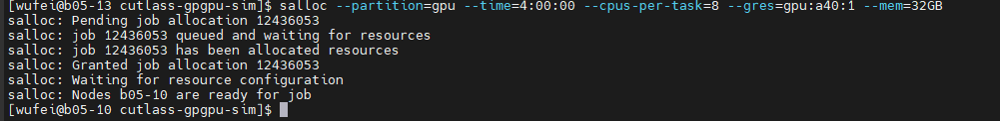 [wufei@b05-13 cutlass-gpgpu-sim]$ salloc --partition=gpu --time=4:00:00 --cpus-per-task=8 --gres=gpu:a40:1 --mem=32GB
salloc: Pending job allocation 12436053
salloc: job 12436053 queued and waiting for resources
salloc: job 12436053 has been allocated resources
salloc: Granted job allocation 12436053
salloc: Waiting for resource configuration
salloc: Nodes b05-10 are ready for job
[wufei@b05-10 cutlass-gpgpu-sim]$